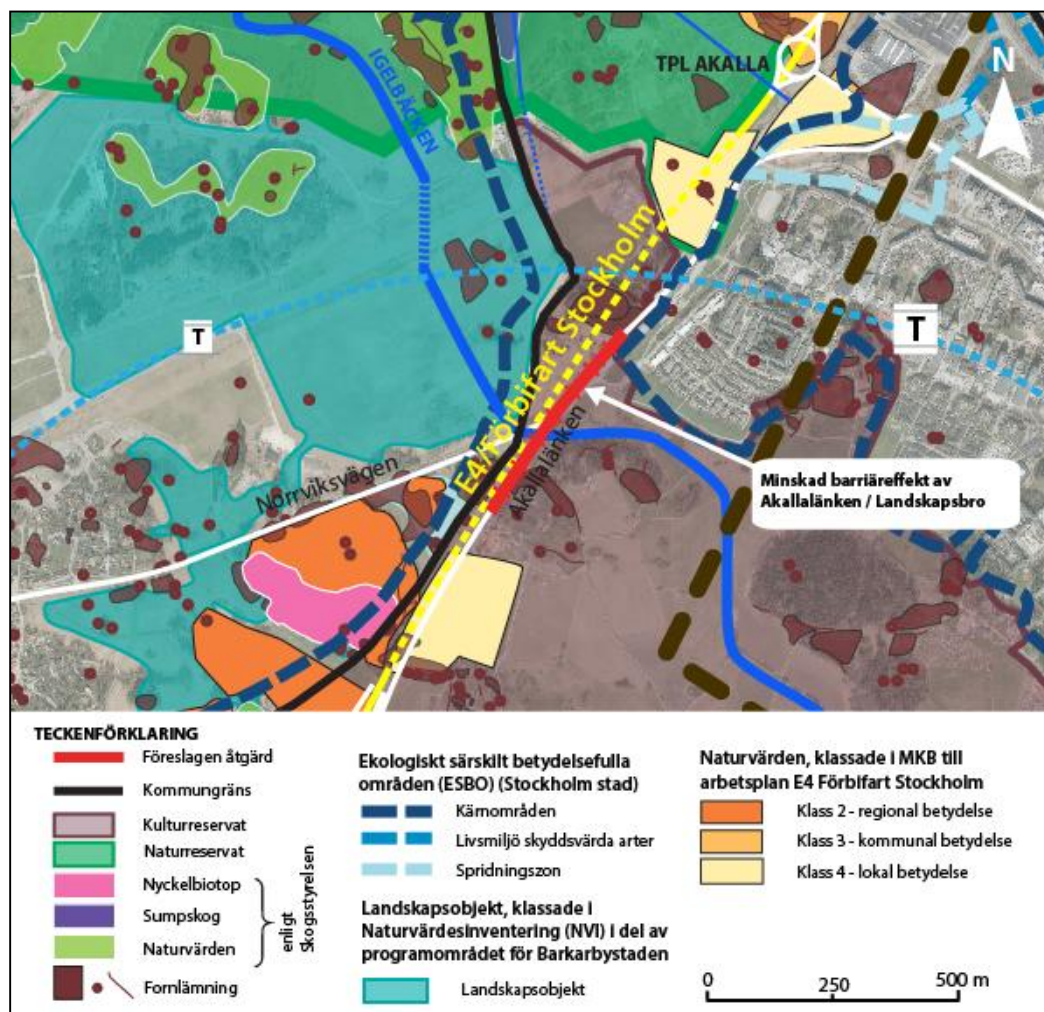 TPL AKALLA
N
IGELBÄCKEN
E4/Förbifart Stockholm
T
T
Akallalänken
Norrviksvägen
Minskad barriäreffekt av
Akallalänken / Landskapsbro
TECKENFÖRKLARING
Föreslagen åtgärd
Kommungräns
Kulturreservat
Naturreservat
Nyckelbiotop
Sumpskog
Naturvärden
enligt
Skogsstyrelsen
Fornlämning
Ekologiskt särskilt betydelsefulla
områden (ESBO) (Stockholm stad)
Kärnområden
Livsmiljö skyddsvärda arter
Spridningszon
Landskapsobjekt, klassade i
Naturvärdesinventering (NVI) i del av
programområdet för Barkarbystaden
Landskapsobjekt
Naturvärden, klassade i MKB till
arbetsplan E4 Förbifart Stockholm
Klass 2 - regional betydelse
Klass 3 - kommunal betydelse
Klass 4 - lokal betydelse
0 250 500 m